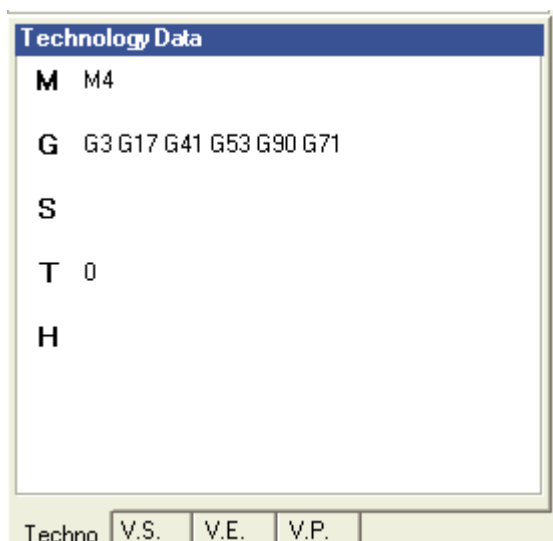 Technology Data
M M4
G G3 G17 G41 G53 G90 G71
S
T 0
H
Techno V.S. V.E. V.P.